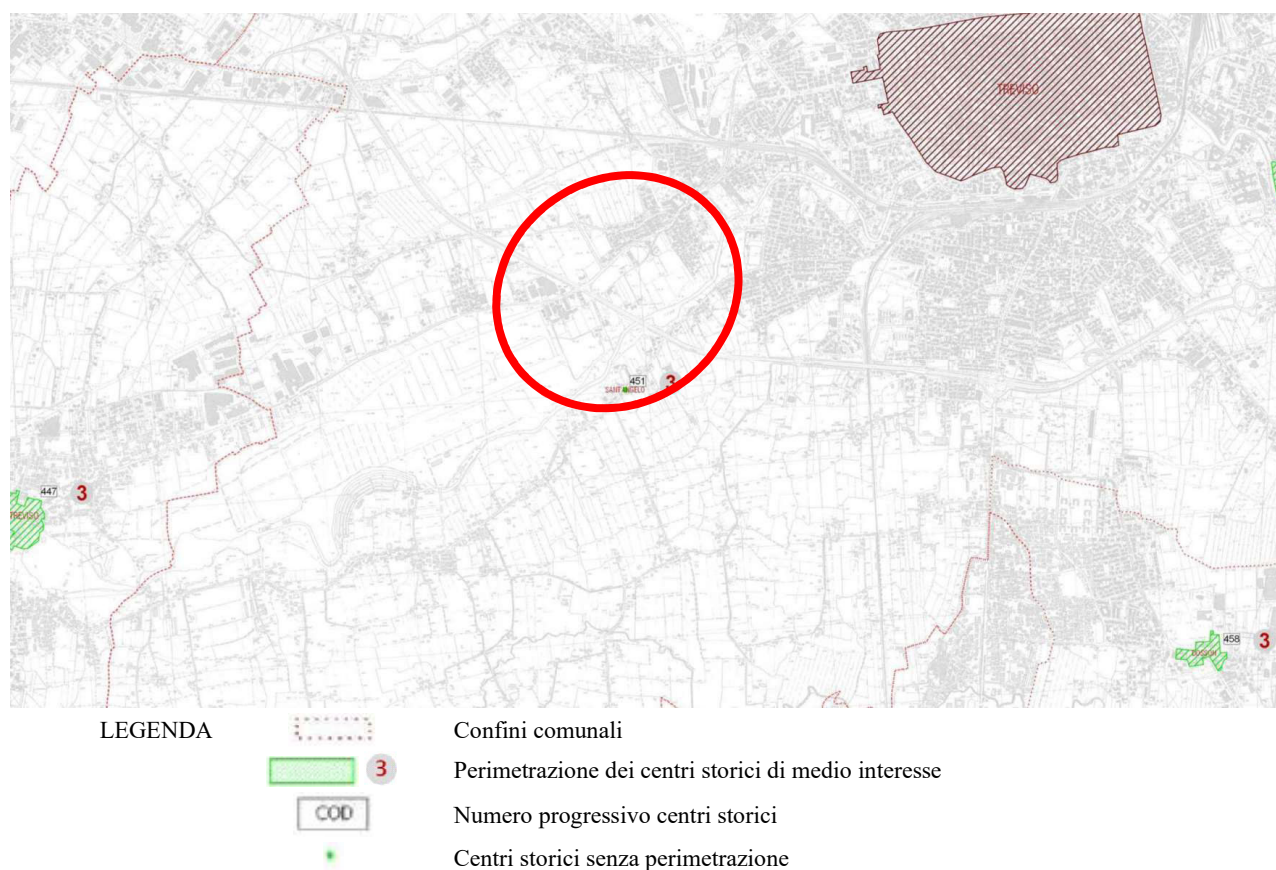 TREVISO
451 3
SANT'ANGELO
447 3
TREVISO
458 3
DOSSON
LEGENDA
Confini comunali
3 Perimetrazione dei centri storici di medio interesse
COD Numero progressivo centri storici
Centri storici senza perimetrazione